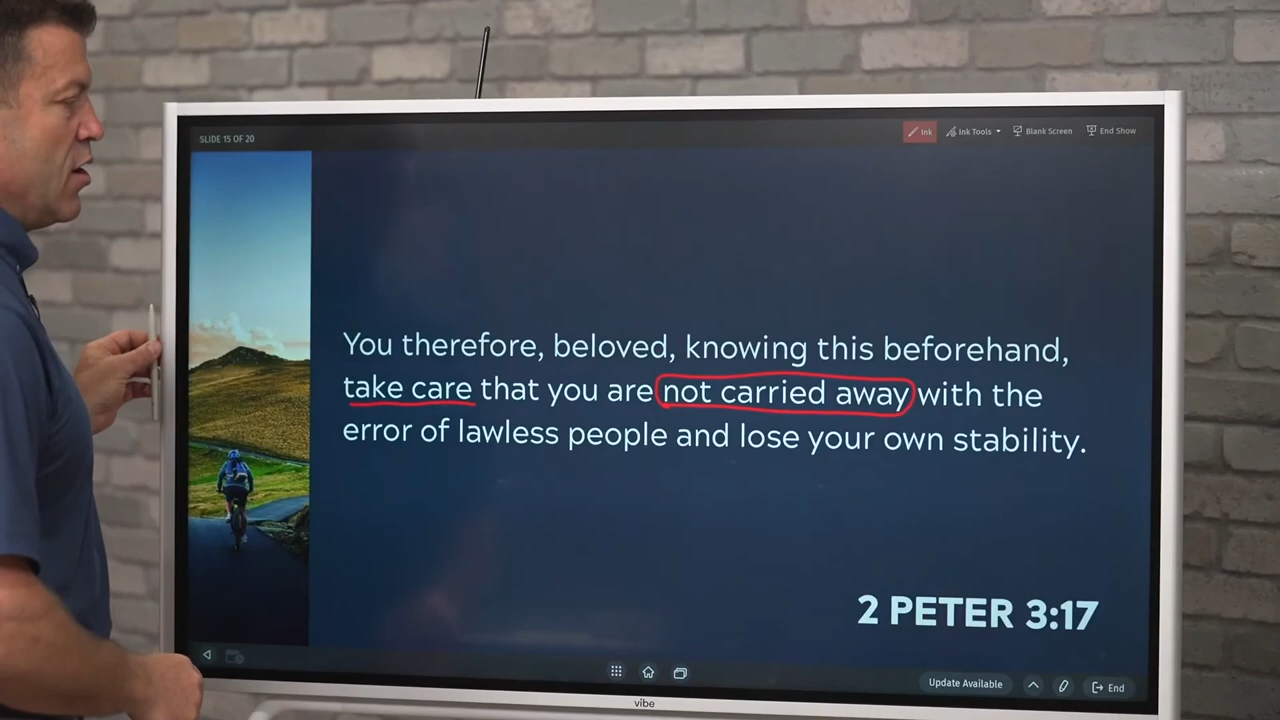 SLIDE 15 OF 20
Ink
Ink Tools
Blank Screen
End Show
You therefore, beloved, knowing this beforehand,
take care that you are not carried away with the
error of lawless people and lose your own stability.
2 PETER 3:17
Update Available
End
vibe